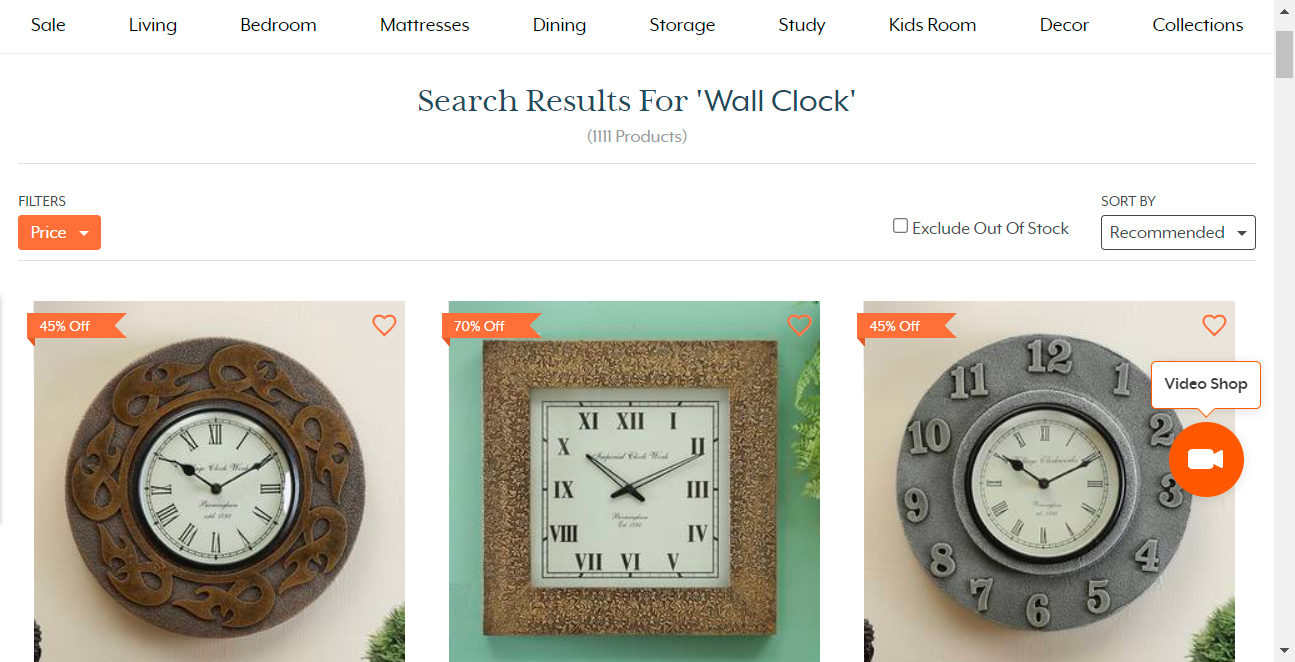 Sale Living Bedroom Mattresses Dining Storage Study Kids Room Decor Collections
Search Results For 'Wall Clock'
(1111 Products)
FILTERS
Price
Exclude Out Of Stock
SORT BY
Recommended
45% Off
XII
70% Off
XI XII I
X II
Imperial Clock Work
IX III
Birmingham
Est. 1790
VIII IV
VII VI V
45% Off
12
11 1
10 2
9 3
8 4
7 5
6
Video Shop